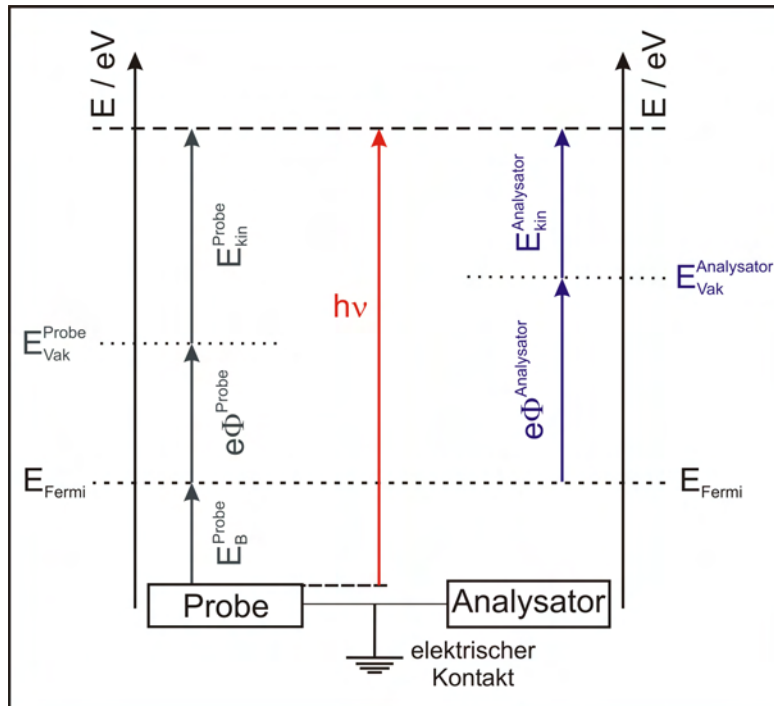 E / eV
E / eV
E_kin^Probe
E_kin^Analysator
hν
E_Vak^Analysator
E_Vak^Probe
eΦ^Probe
eΦ^Analysator
E_Fermi
E_Fermi
E_B^Probe
Probe
Analysator
elektrischer
Kontakt